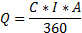 Q = C * I * A / 360